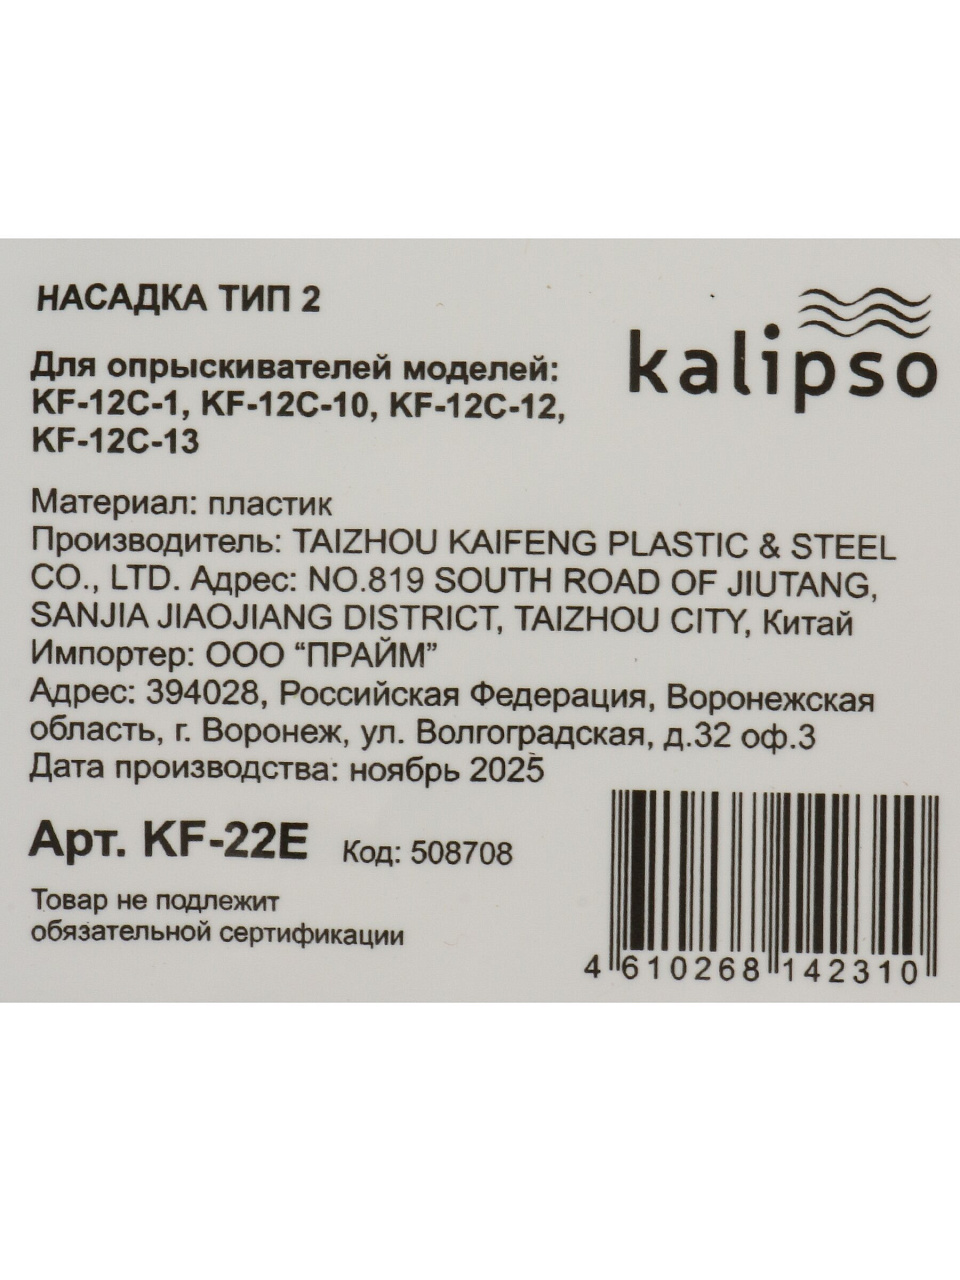 НАСАДКА ТИП 2
kalipso
Для опрыскивателей моделей:
KF-12C-1, KF-12C-10, KF-12C-12,
KF-12C-13
Материал: пластик
Производитель: TAIZHOU KAIFENG PLASTIC & STEEL
CO., LTD. Адрес: NO.819 SOUTH ROAD OF JIUTANG,
SANJIA JIAOJIANG DISTRICT, TAIZHOU CITY, Китай
Импортер: ООО “ПРАЙМ”
Адрес: 394028, Российская Федерация, Воронежская
область, г. Воронеж, ул. Волгоградская, д.32 оф.3
Дата производства: ноябрь 2025
Арт. KF-22E Код: 508708
Товар не подлежит
обязательной сертификации
4 610268 142310